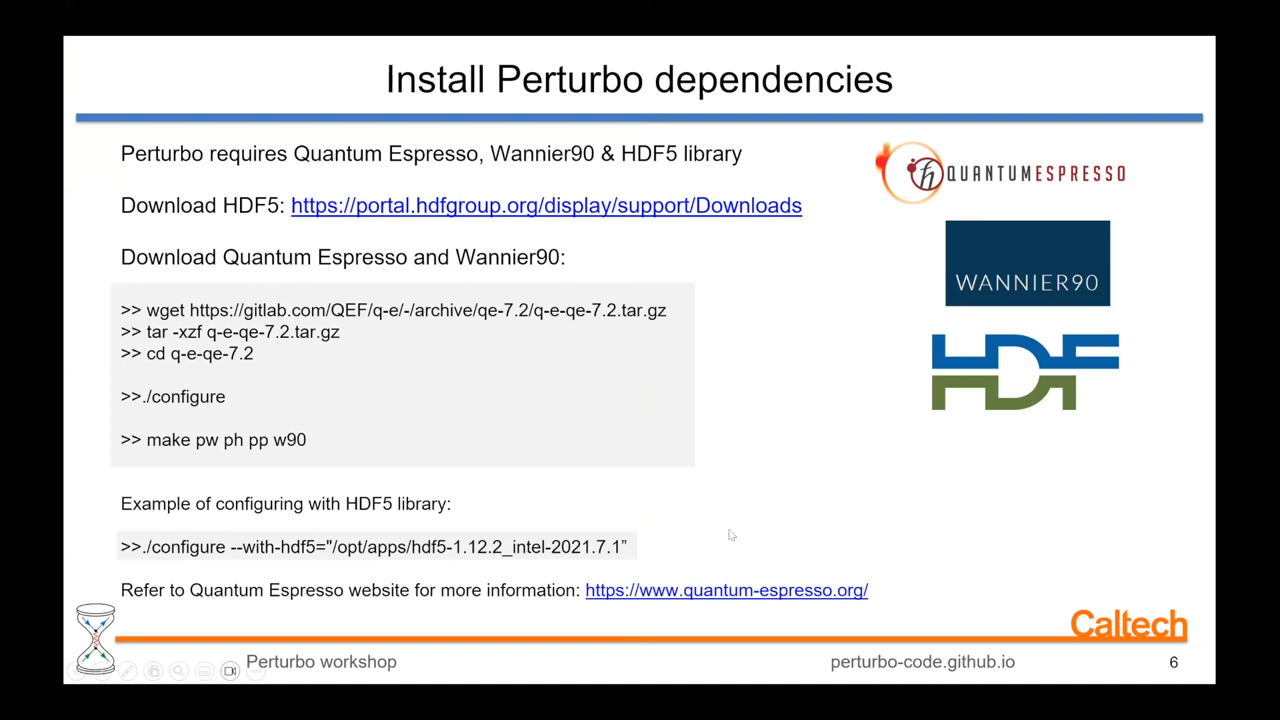 Install Perturbo dependencies
Perturbo requires Quantum Espresso, Wannier90 & HDF5 library
Download HDF5: https://portal.hdfgroup.org/display/support/Downloads
Download Quantum Espresso and Wannier90:
>> wget https://gitlab.com/QEF/q-e/-/archive/qe-7.2/q-e-qe-7.2.tar.gz
>> tar -xzf q-e-qe-7.2.tar.gz
>> cd q-e-qe-7.2
>>./configure
>> make pw ph pp w90
Example of configuring with HDF5 library:
>>./configure --with-hdf5="/opt/apps/hdf5-1.12.2_intel-2021.7.1”
Refer to Quantum Espresso website for more information: https://www.quantum-espresso.org/
ħ QUANTUMESPRESSO
WANNIER90
HDF
Caltech
Perturbo workshop
perturbo-code.github.io
6